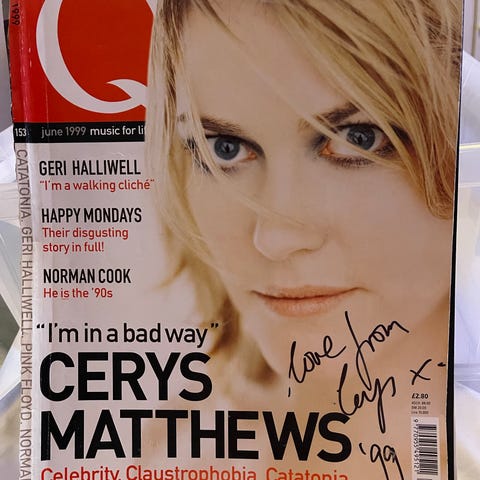 1999
Q
153
june 1999 music for lif
GERI HALLIWELL
"I'm a walking cliché"
HAPPY MONDAYS
Their disgusting
story in full!
NORMAN COOK
He is the '90s
"I'm in a bad way"
CERYS
MATTHEWS
Celebrity, Claustrophobia, Catatonia
love from
Cerys x
'99
£2.80
CATATONIA, GERI HALLIWELL, PINK FLOYD, NORMA